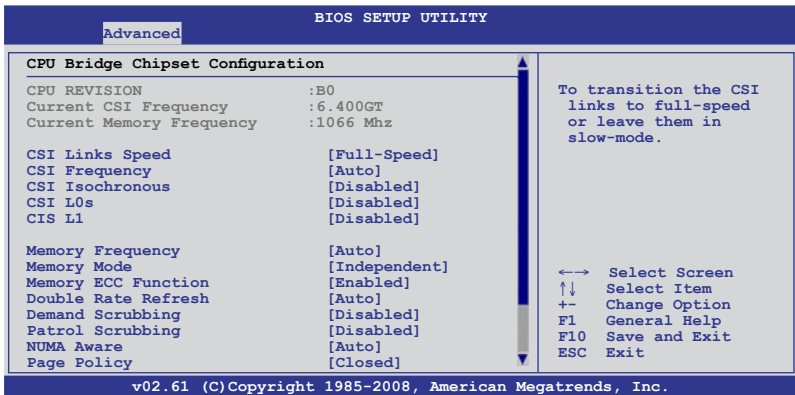 BIOS SETUP UTILITY
Advanced
CPU Bridge Chipset Configuration
CPU REVISION :B0
Current CSI Frequency :6.400GT
Current Memory Frequency :1066 Mhz
CSI Links Speed [Full-Speed]
CSI Frequency [Auto]
CSI Isochronous [Disabled]
CSI L0s [Disabled]
CIS L1 [Disabled]
Memory Frequency [Auto]
Memory Mode [Independent]
Memory ECC Function [Enabled]
Double Rate Refresh [Auto]
Demand Scrubbing [Disabled]
Patrol Scrubbing [Disabled]
NUMA Aware [Auto]
Page Policy [Closed]
To transition the CSI
links to full-speed
or leave them in
slow-mode.
←→ Select Screen
↑↓ Select Item
+- Change Option
F1 General Help
F10 Save and Exit
ESC Exit
v02.61 (C)Copyright 1985-2008, American Megatrends, Inc.